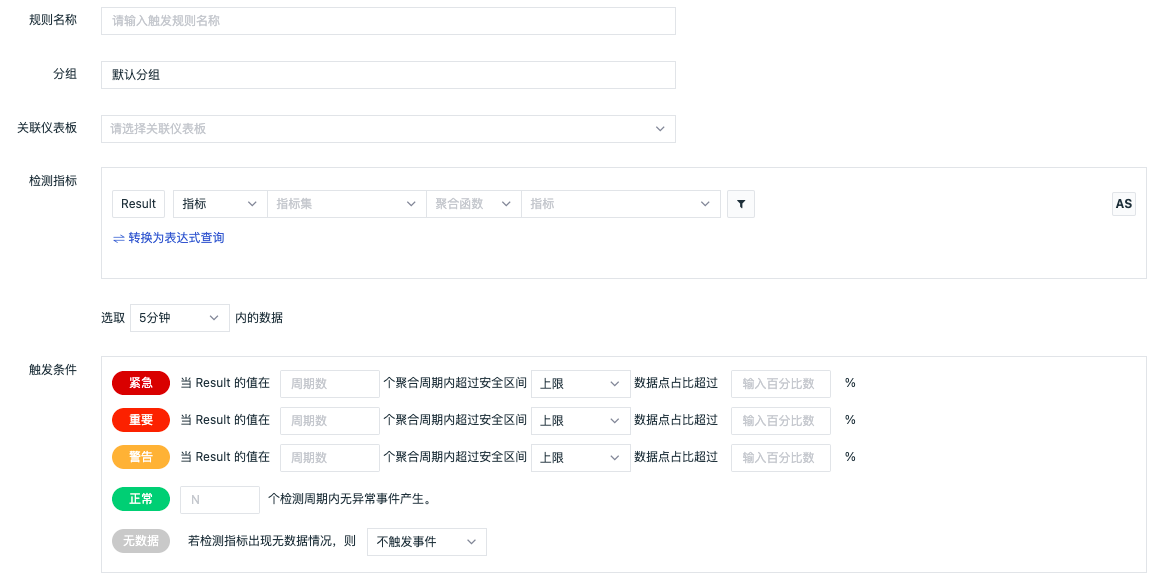 规则名称 请输入触发规则名称
分组 默认分组
关联仪表板 请选择关联仪表板
检测指标
Result 指标 指标集 聚合函数 指标 AS
⇌ 转换为表达式查询
选取 5分钟 内的数据
触发条件
紧急 当 Result 的值在 周期数 个聚合周期内超过安全区间 上限 数据点占比超过 输入百分比数 %
重要 当 Result 的值在 周期数 个聚合周期内超过安全区间 上限 数据点占比超过 输入百分比数 %
警告 当 Result 的值在 周期数 个聚合周期内超过安全区间 上限 数据点占比超过 输入百分比数 %
正常 N 个检测周期内无异常事件产生。
无数据 若检测指标出现无数据情况，则 不触发事件